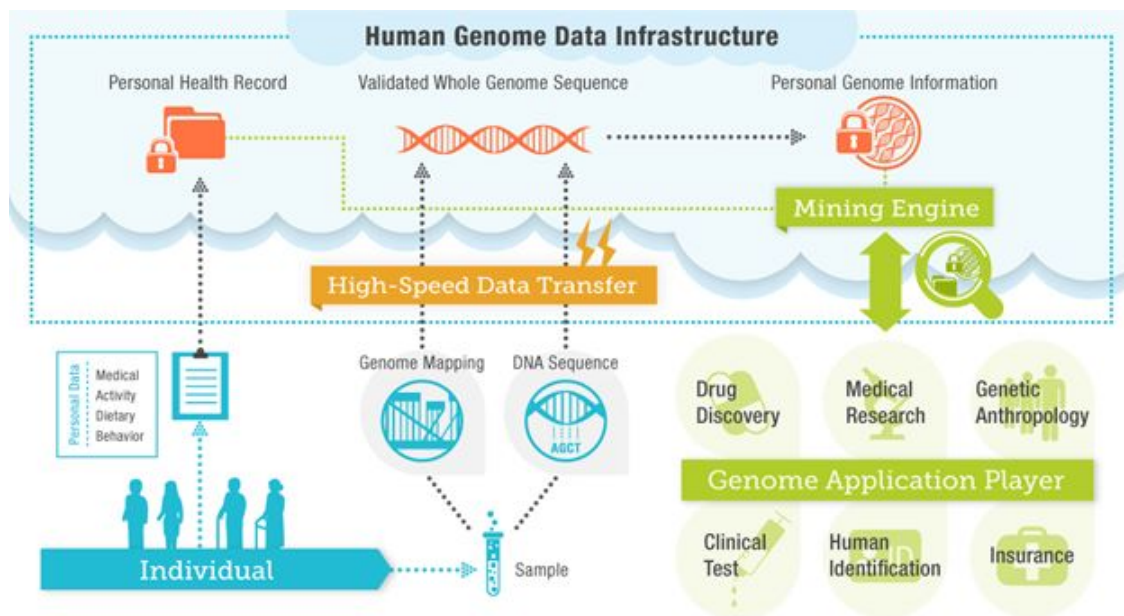 Human Genome Data Infrastructure
Personal Health Record
Validated Whole Genome Sequence
Personal Genome Information
Mining Engine
High-Speed Data Transfer
Personal Data
Medical
Activity
Dietary
Behavior
Genome Mapping
DNA Sequence
AGCT
Drug
Discovery
Medical
Research
Genetic
Anthropology
Genome Application Player
Clinical
Test
Human
Identification
ID
Insurance
Individual
Sample